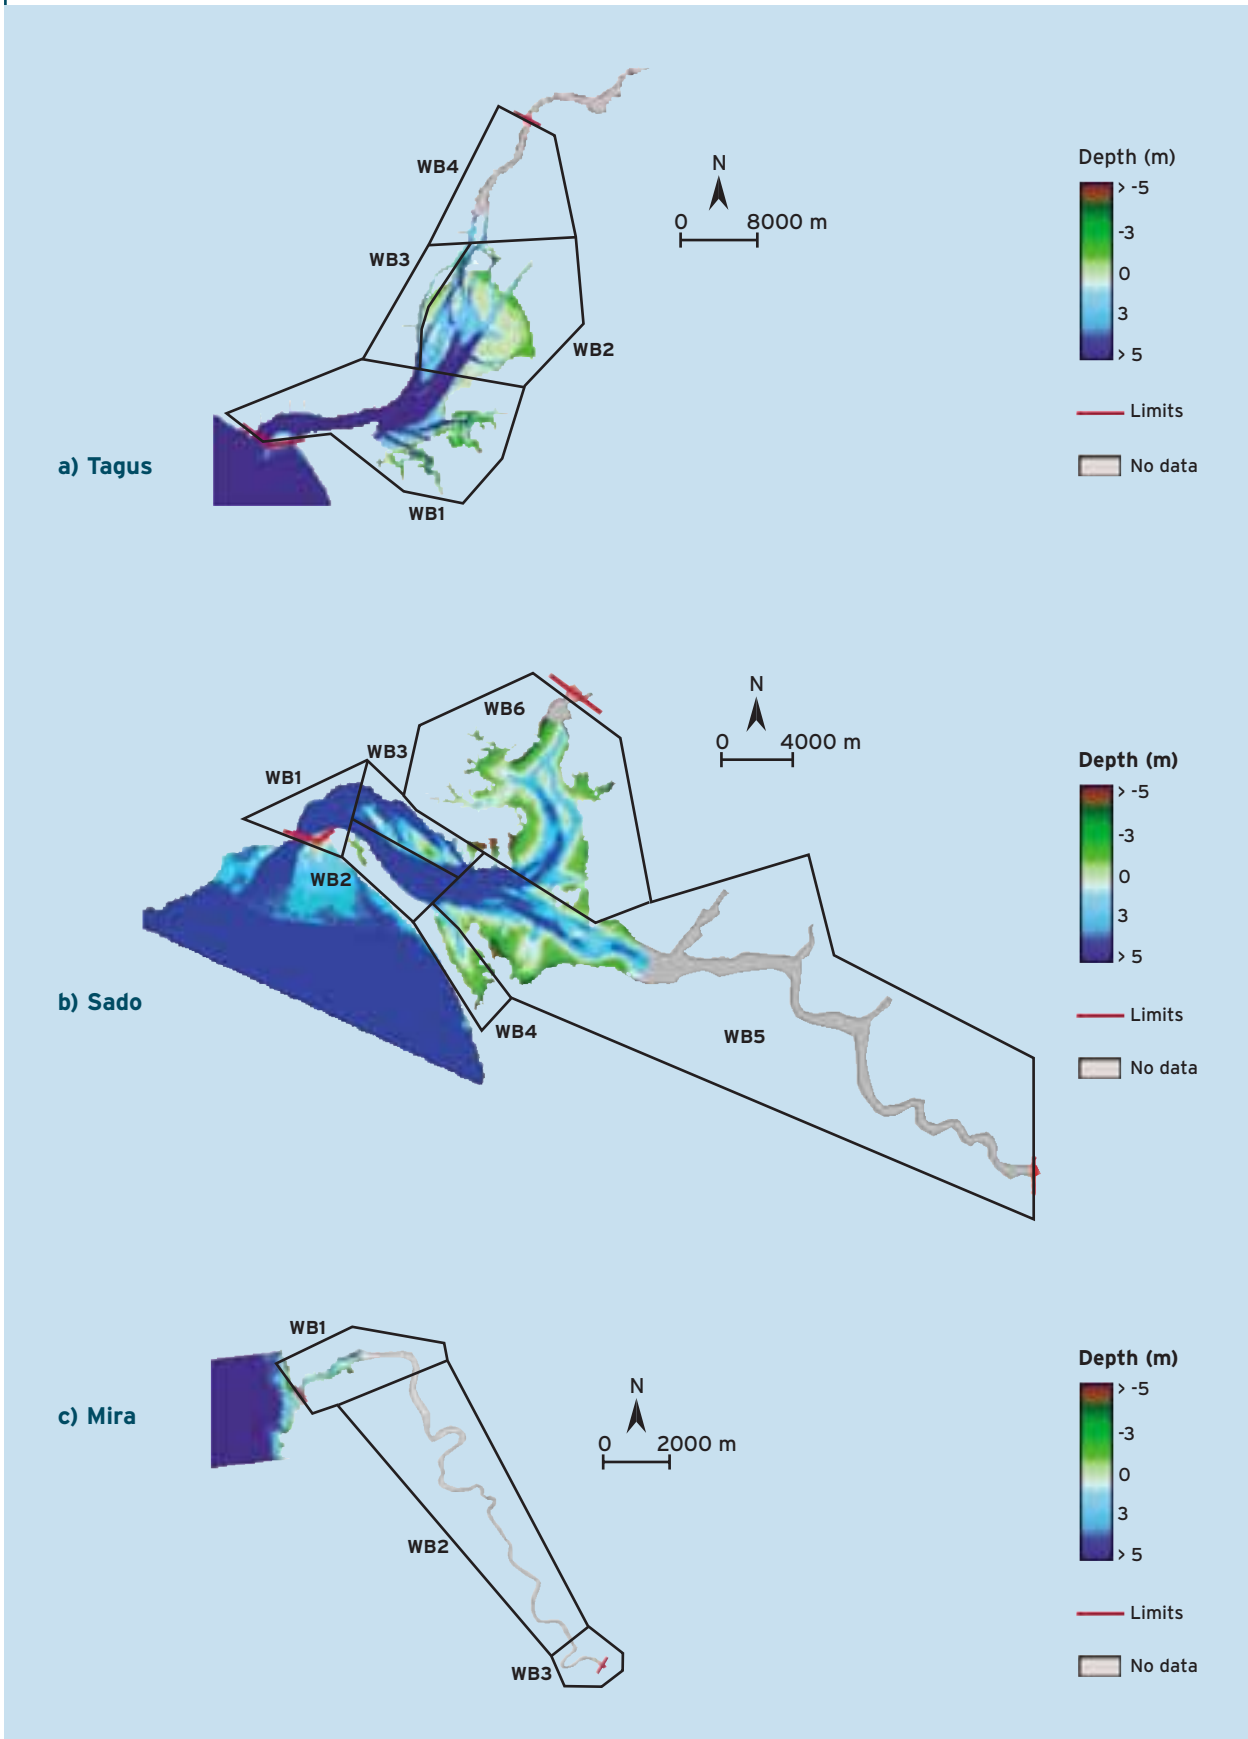 WB4
WB3
WB2
WB1
N
0 8000 m
a) Tagus
Depth (m)
> -5
-3
0
3
> 5
Limits
No data
WB6
WB3
WB1
WB2
WB4
WB5
N
0 4000 m
b) Sado
Depth (m)
> -5
-3
0
3
> 5
Limits
No data
WB1
WB2
WB3
N
0 2000 m
c) Mira
Depth (m)
> -5
-3
0
3
> 5
Limits
No data